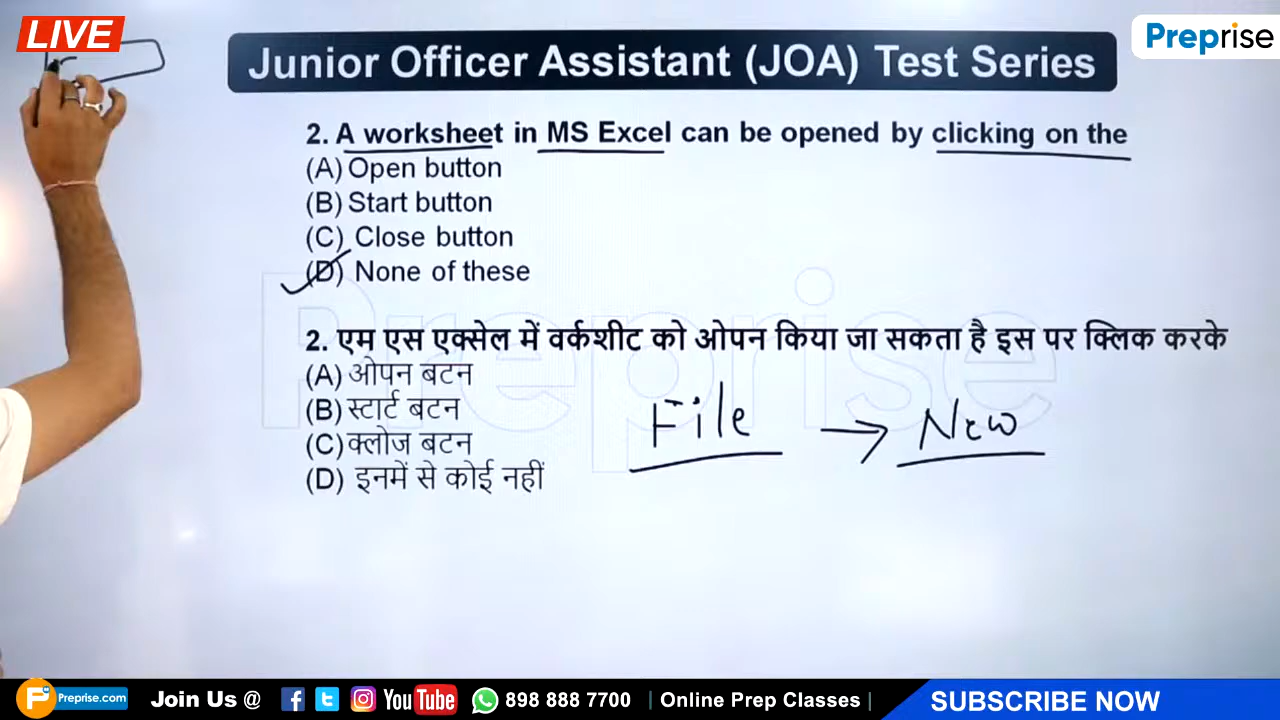 LIVE
Preprise
Junior Officer Assistant (JOA) Test Series
2. A worksheet in MS Excel can be opened by clicking on the
(A) Open button
(B) Start button
(C) Close button
(D) None of these
Preprise
2. एम एस एक्सेल में वर्कशीट को ओपन किया जा सकता है इस पर क्लिक करके
(A) ओपन बटन
(B) स्टार्ट बटन
(C) क्लोज बटन
(D) इनमें से कोई नहीं
File → New
Preprise.com Join Us @ YouTube 898 888 7700 | Online Prep Classes | SUBSCRIBE NOW